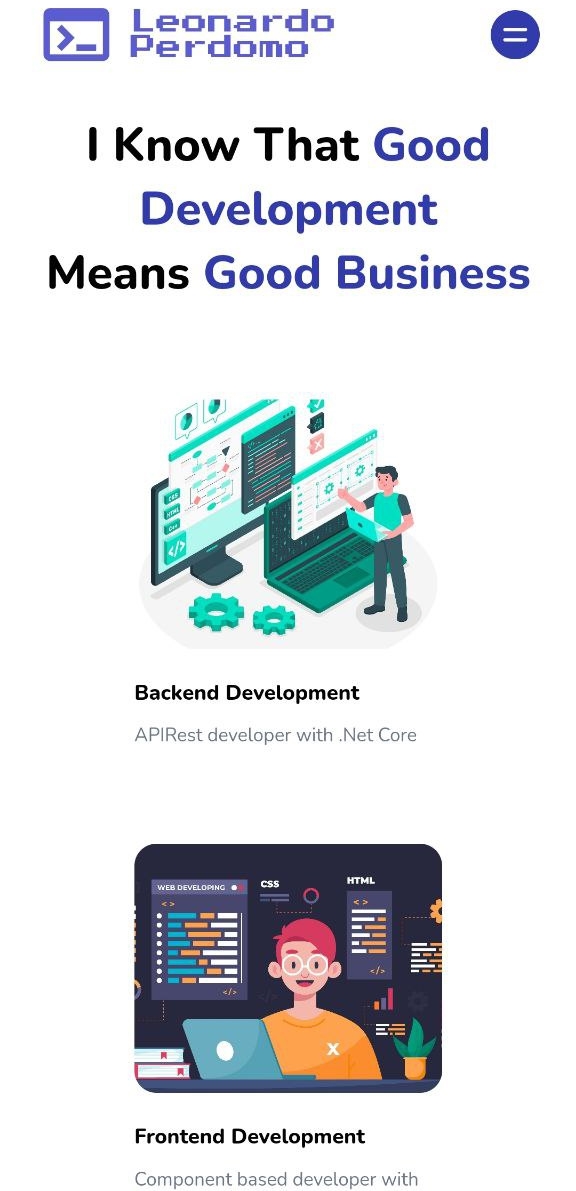 Leonardo
Perdomo
I Know That Good
Development
Means Good Business
CSS
HTML
C++
</>
Backend Development
APIRest developer with .Net Core
WEB DEVELOPING
< >
</>
CSS
HTML
< >
</>
</>
X
Frontend Development
Component based developer with